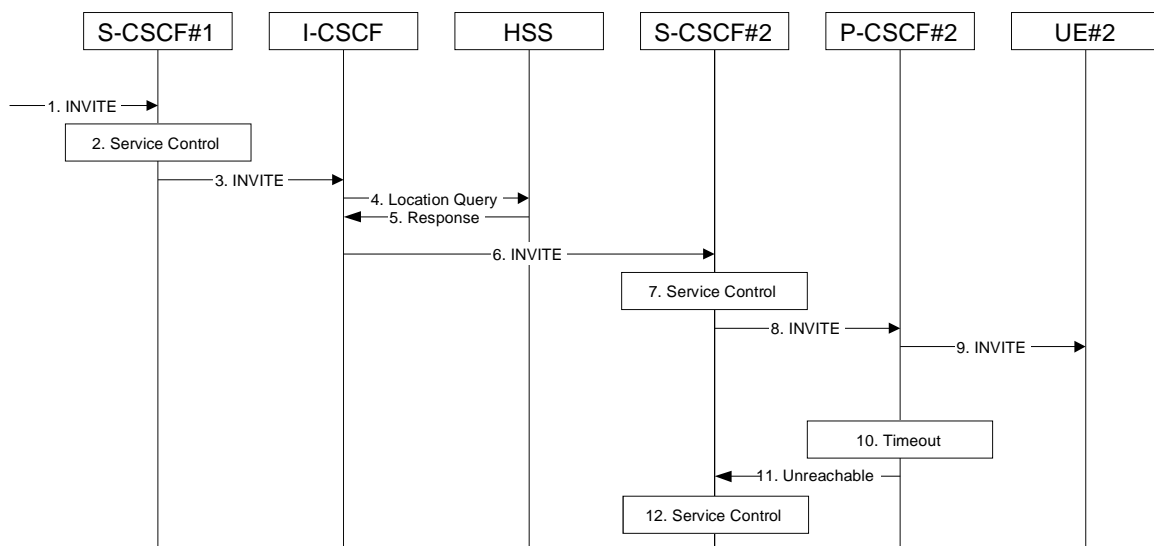 S-CSCF#1
I-CSCF
HSS
S-CSCF#2
P-CSCF#2
UE#2
1. INVITE
2. Service Control
3. INVITE
4. Location Query
5. Response
6. INVITE
7. Service Control
8. INVITE
9. INVITE
10. Timeout
11. Unreachable
12. Service Control